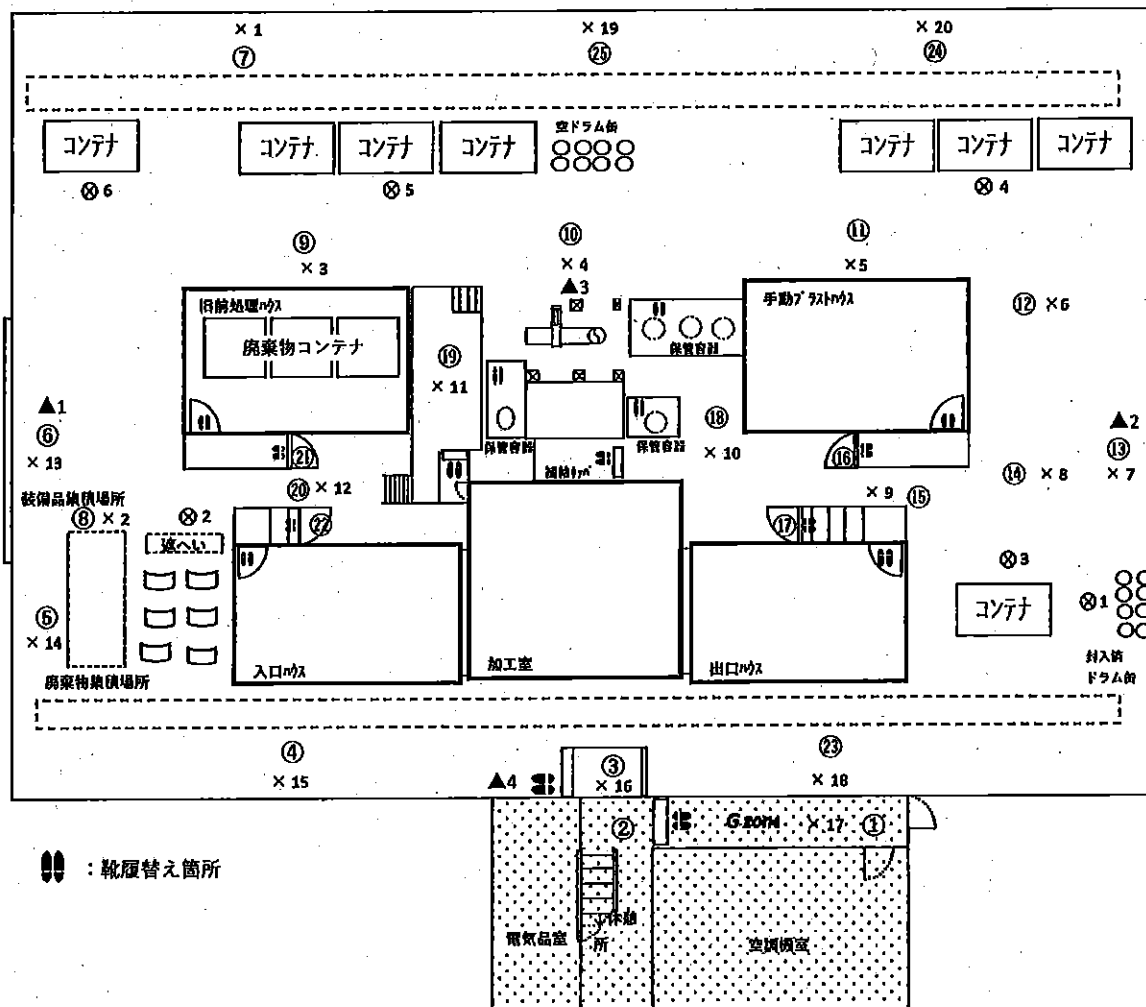 × 1
× 19
× 20
⑦
㉕
㉔
コンテナ
コンテナ
コンテナ
コンテナ
空ドラム缶
コンテナ
コンテナ
コンテナ
⊗ 6
⊗ 5
⊗ 4
⑨
⑩
⑪
× 3
× 4
× 5
▲3
旧前処理ハウス
手動ブラストハウス
⑫ × 6
廃棄物コンテナ
保管容器
⑲
× 11
▲1
▲2
⑥
⑱
⑬
保管容器
保管容器
× 13
㉑
× 10
⑯
⑭ × 8
× 7
装備品集積場所
⑳ × 12
× 9
⑮
⑧ × 2
⊗ 2
㉒
⑰
遮へい
⊗ 3
⊗ 1
コンテナ
× 14
入口ハウス
加工室
出口ハウス
封入済
ドラム缶
廃棄物集積場所
④
③
㉓
× 15
▲4
× 16
× 18
②
G zone
× 17
①
：靴履替え箇所
電気品室
休憩
所
空調機室